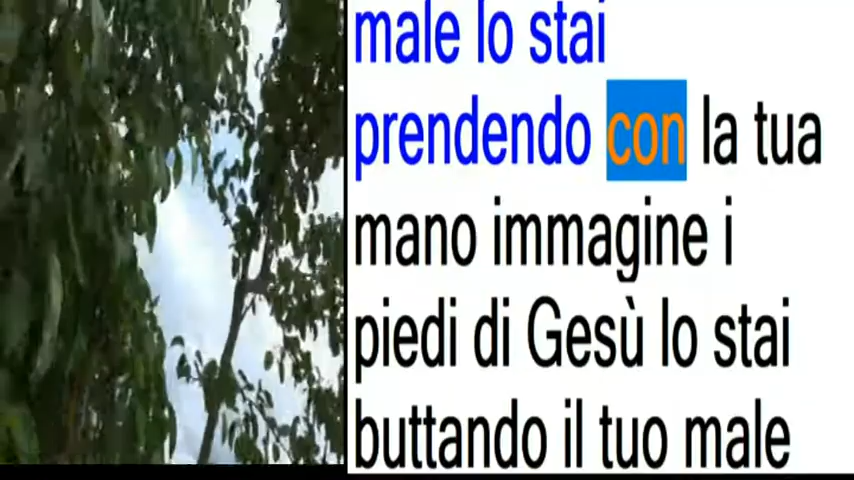 male lo stai
prendendo con la tua
mano immagine i
piedi di Gesù lo stai
buttando il tuo male